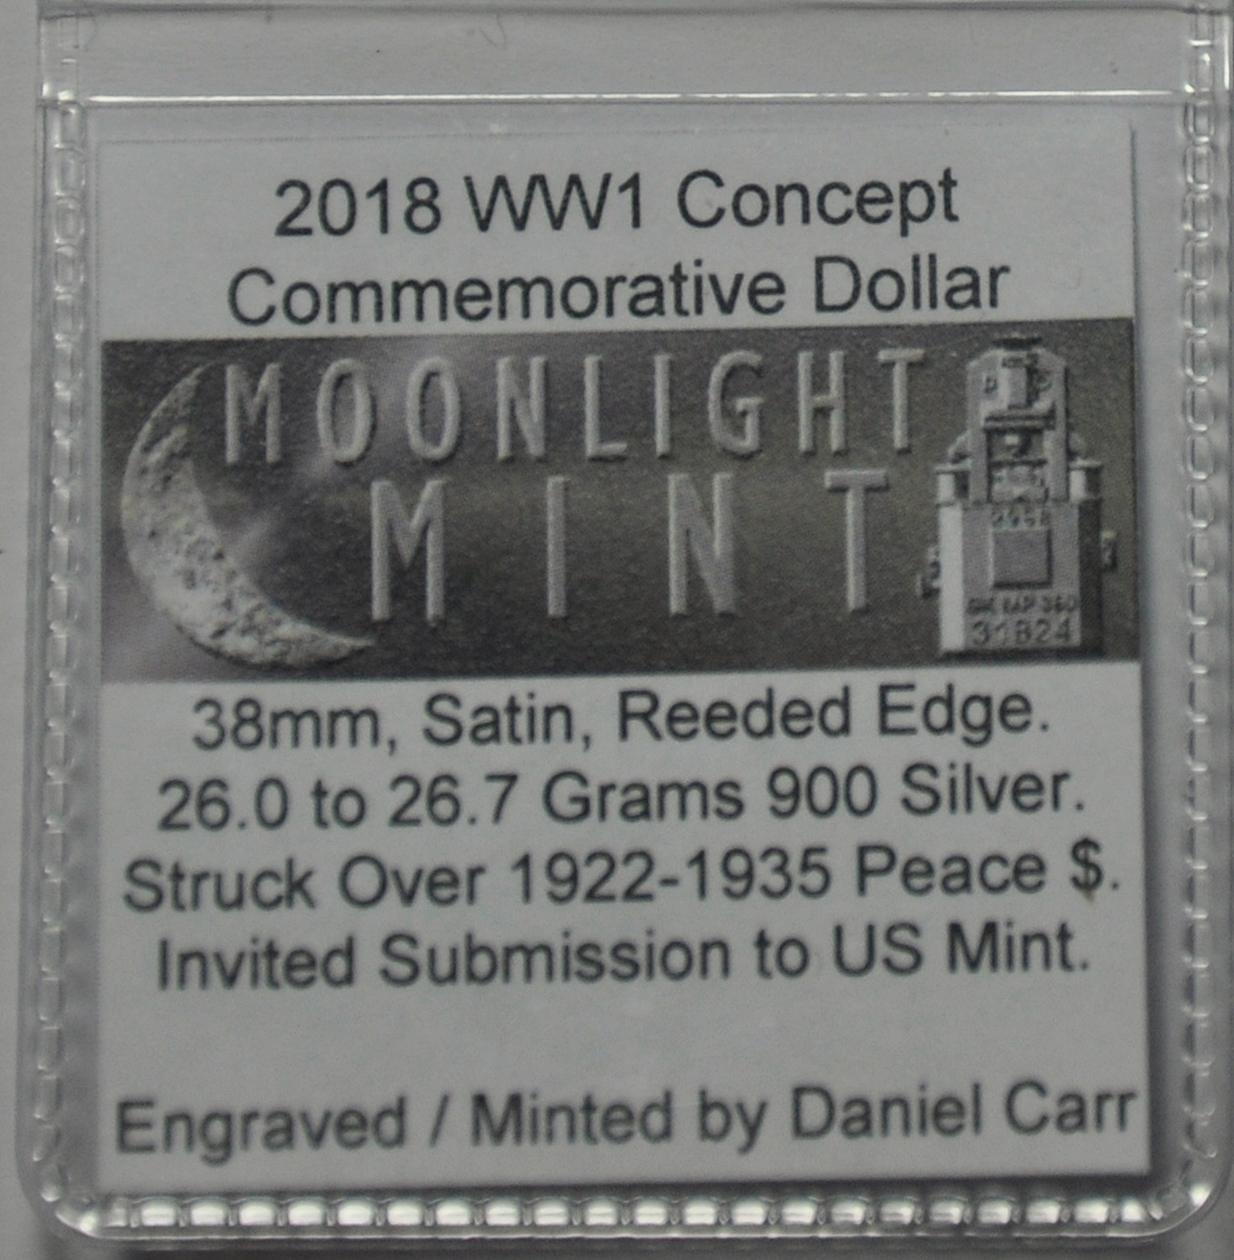 2018 WW1 Concept
Commemorative Dollar
MOONLIGHT
MINT
31824
38mm, Satin, Reeded Edge.
26.0 to 26.7 Grams 900 Silver.
Struck Over 1922-1935 Peace $.
Invited Submission to US Mint.
Engraved / Minted by Daniel Carr